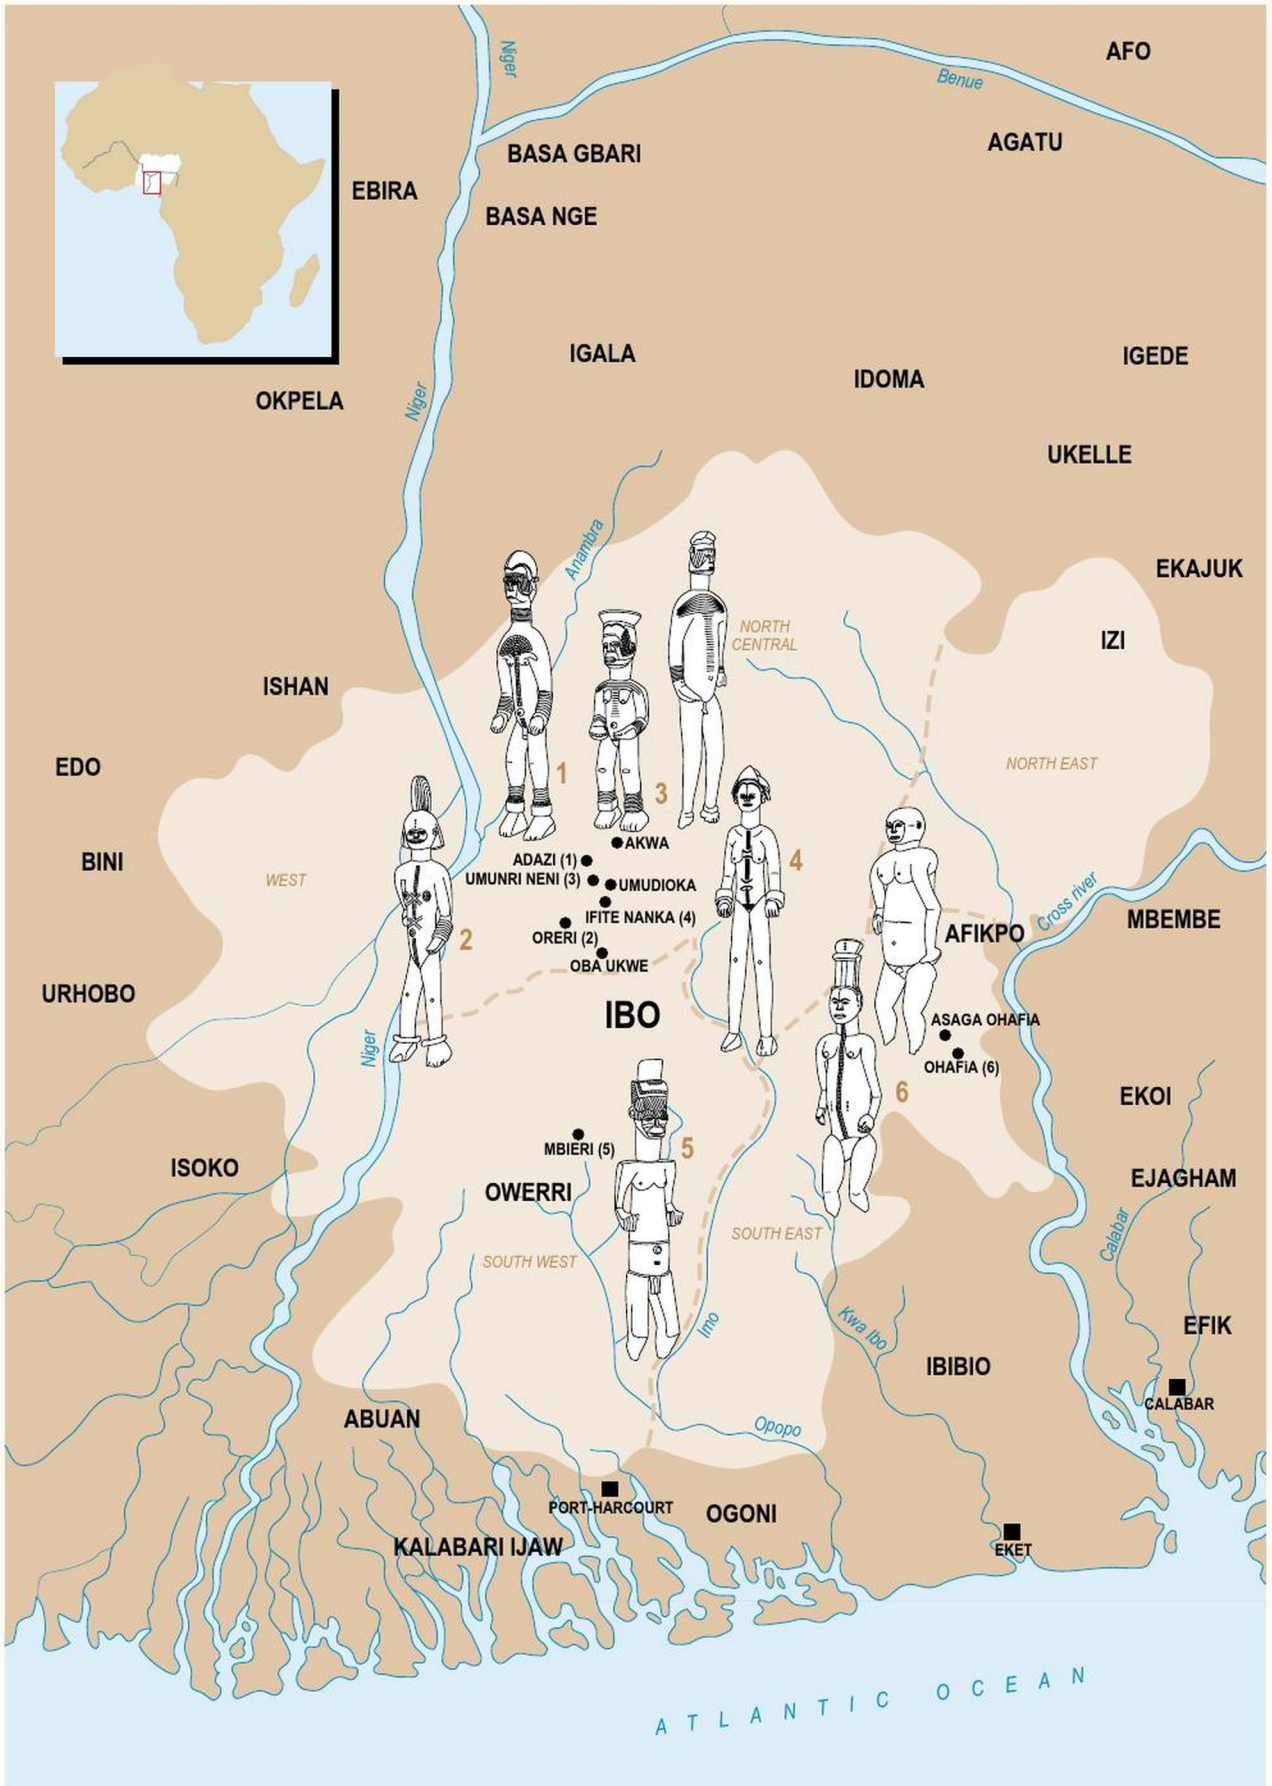 Niger
AFO
Benue
BASA GBARI
AGATU
EBIRA
BASA NGE
IGALA
IDOMA
IGEDE
OKPELA
Niger
UKELLE
Anambra
EKAJUK
NORTH
CENTRAL
IZI
ISHAN
EDO
NORTH EAST
1
3
AKWA
BINI
ADAZI (1)
4
UMUNRI NENI (3)
UMUDIOKA
WEST
Cross river
IFITE NANKA (4)
MBEMBE
2
ORERI (2)
AFIKPO
OBA UKWE
URHOBO
IBO
ASAGA OHAFIA
Niger
OHAFiA (6)
6
EKOI
MBIERI (5)
5
ISOKO
EJAGHAM
OWERRI
Calabar
SOUTH EAST
SOUTH WEST
Imo
Kwa Ibo
EFIK
IBIBIO
CALABAR
ABUAN
Opopo
PORT-HARCOURT
OGONI
KALABARI IJAW
EKET
ATLANTIC OCEAN